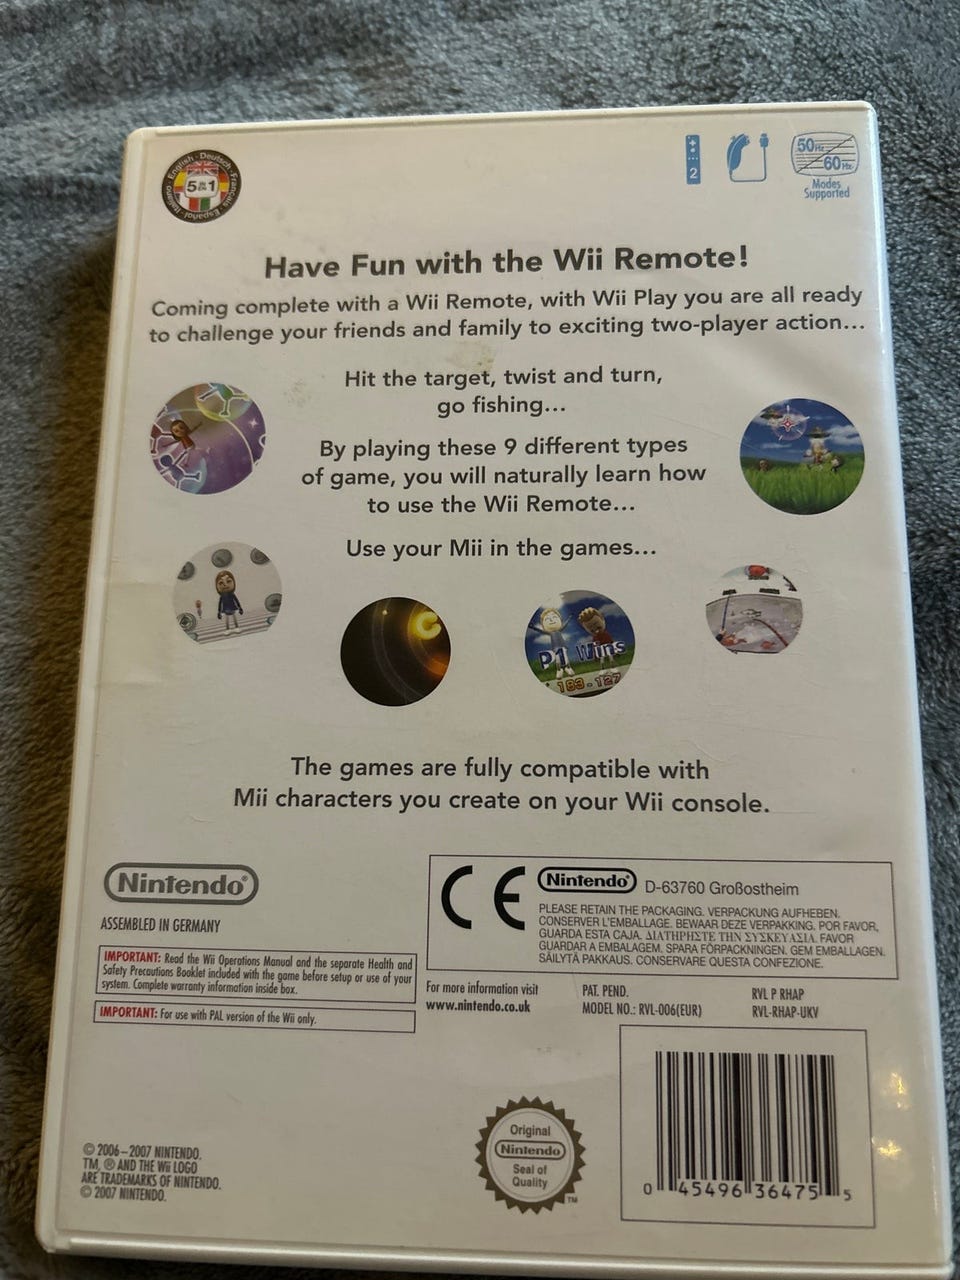 English · Deutsch · Français · Español · Italiano
5 IN 1
2
50Hz
60Hz
Modes
Supported
Have Fun with the Wii Remote!
Coming complete with a Wii Remote, with Wii Play you are all ready
to challenge your friends and family to exciting two-player action...
Hit the target, twist and turn,
go fishing...
By playing these 9 different types
of game, you will naturally learn how
to use the Wii Remote...
Use your Mii in the games...
P1 Wins
193-127
The games are fully compatible with
Mii characters you create on your Wii console.
Nintendo®
ASSEMBLED IN GERMANY
IMPORTANT: Read the Wii Operations Manual and the separate Health and
Safety Precautions Booklet included with the game before setup or use of your
system. Complete warranty information inside box.
IMPORTANT: For use with PAL version of the Wii only.
CE Nintendo® D-63760 Großostheim
PLEASE RETAIN THE PACKAGING. VERPACKUNG AUFHEBEN.
CONSERVER L'EMBALLAGE. BEWAAR DEZE VERPAKKING. POR FAVOR,
GUARDA ESTA CAJA. ΔΙΑΤΗΡΗΣΤΕ ΤΗΝ ΣΥΣΚΕΥΑΣΙΑ. FAVOR
GUARDAR A EMBALAGEM. SPARA FÖRPACKNINGEN. GEM EMBALLAGEN.
SÄILYTÄ PAKKAUS. CONSERVARE QUESTA CONFEZIONE.
For more information visit
www.nintendo.co.uk
PAT. PEND.
MODEL NO.: RVL-006(EUR)
RVL P RHAP
RVL-RHAP-UKV
© 2006–2007 NINTENDO.
TM, ® AND THE Wii LOGO
ARE TRADEMARKS OF NINTENDO.
© 2007 NINTENDO.
Original
Nintendo
Seal of
Quality
TM
0 45496 36475 5